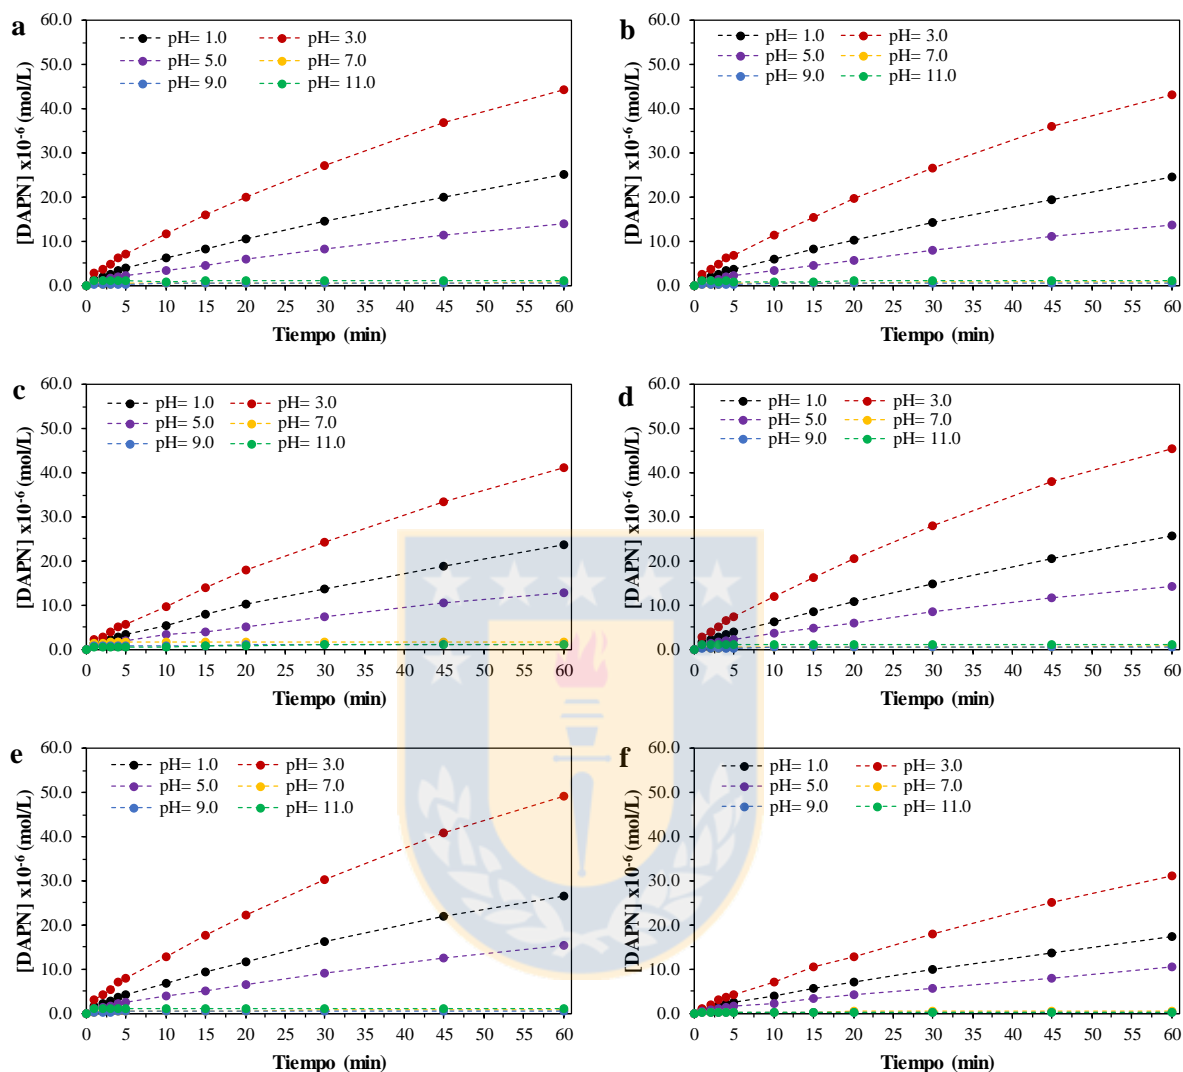 a
60.0
50.0
40.0
30.0
20.0
10.0
0.0
[DAPN] x10⁻⁶ (mol/L)
pH= 1.0 pH= 3.0
pH= 5.0 pH= 7.0
pH= 9.0 pH= 11.0
0 5 10 15 20 25 30 35 40 45 50 55 60
Tiempo (min)
b
60.0
50.0
40.0
30.0
20.0
10.0
0.0
[DAPN] x10⁻⁶ (mol/L)
pH= 1.0 pH= 3.0
pH= 5.0 pH= 7.0
pH= 9.0 pH= 11.0
0 5 10 15 20 25 30 35 40 45 50 55 60
Tiempo (min)
c
60.0
50.0
40.0
30.0
20.0
10.0
0.0
[DAPN] x10⁻⁶ (mol/L)
pH= 1.0 pH= 3.0
pH= 5.0 pH= 7.0
pH= 9.0 pH= 11.0
0 5 10 15 20 25 30 35 40 45 50 55 60
Tiempo (min)
d
60.0
50.0
40.0
30.0
20.0
10.0
0.0
[DAPN] x10⁻⁶ (mol/L)
pH= 1.0 pH= 3.0
pH= 5.0 pH= 7.0
pH= 9.0 pH= 11.0
0 5 10 15 20 25 30 35 40 45 50 55 60
Tiempo (min)
e
60.0
50.0
40.0
30.0
20.0
10.0
0.0
[DAPN] x10⁻⁶ (mol/L)
pH= 1.0 pH= 3.0
pH= 5.0 pH= 7.0
pH= 9.0 pH= 11.0
0 5 10 15 20 25 30 35 40 45 50 55 60
Tiempo (min)
f
60.0
50.0
40.0
30.0
20.0
10.0
0.0
[DAPN] x10⁻⁶ (mol/L)
pH= 1.0 pH= 3.0
pH= 5.0 pH= 7.0
pH= 9.0 pH= 11.0
0 5 10 15 20 25 30 35 40 45 50 55 60
Tiempo (min)